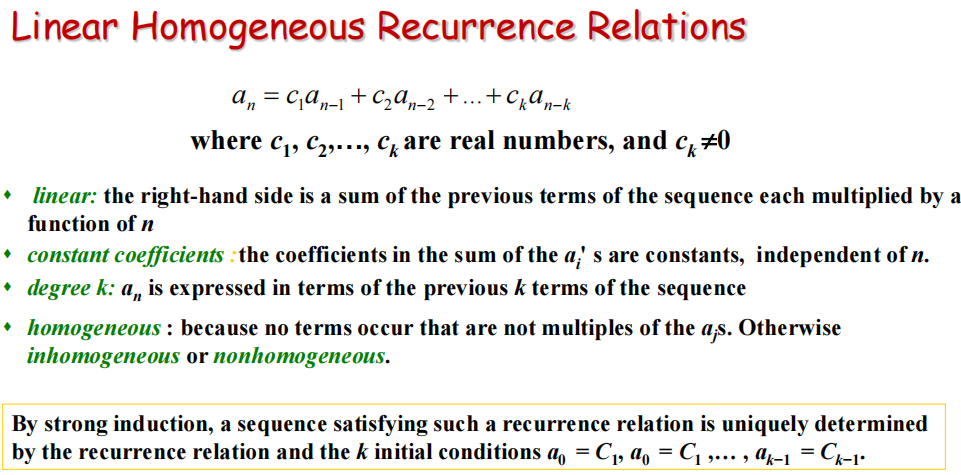 Linear Homogeneous Recurrence Relations
aₙ = c₁aₙ₋₁ + c₂aₙ₋₂ + ... + cₖaₙ₋ₖ
where c₁, c₂,…, cₖ are real numbers, and cₖ≠0
• linear: the right-hand side is a sum of the previous terms of the sequence each multiplied by a
function of n
• constant coefficients :the coefficients in the sum of the aᵢ' s are constants, independent of n.
• degree k: aₙ is expressed in terms of the previous k terms of the sequence
• homogeneous : because no terms occur that are not multiples of the aⱼs. Otherwise
inhomogeneous or nonhomogeneous.
By strong induction, a sequence satisfying such a recurrence relation is uniquely determined
by the recurrence relation and the k initial conditions a₀ = C₁, a₀ = C₁ ,… , aₖ₋₁ = Cₖ₋₁.